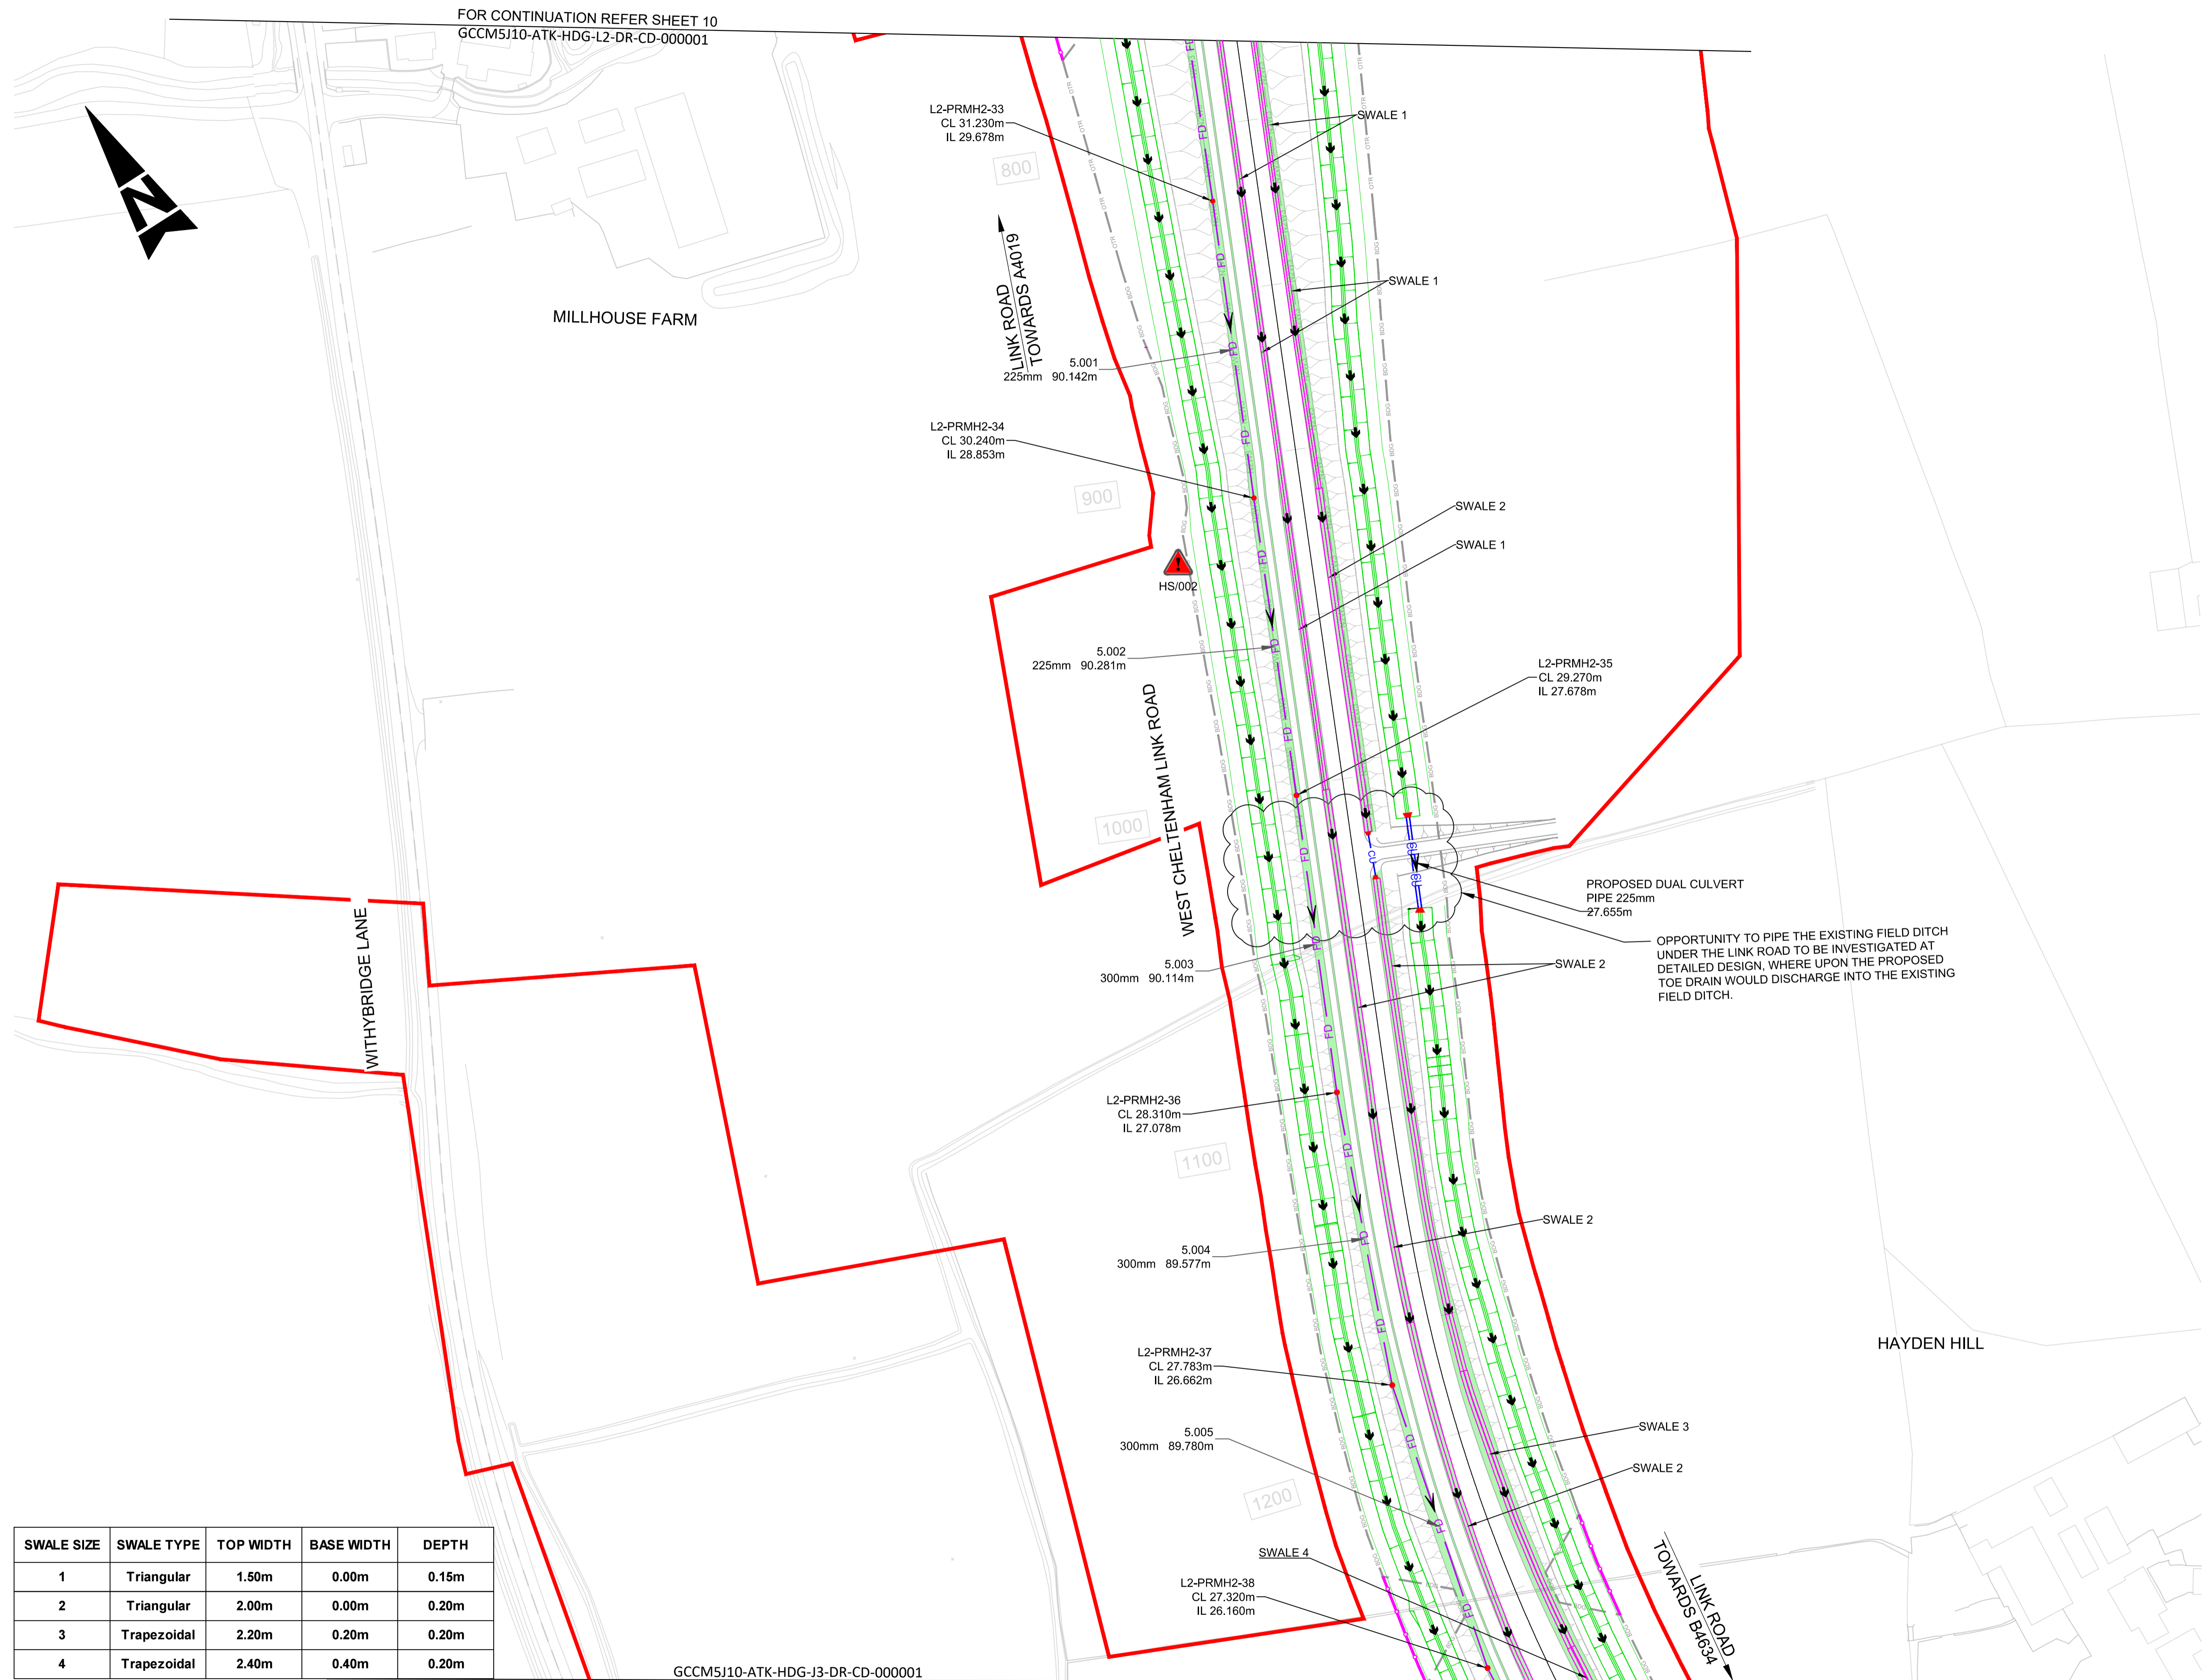 FOR CONTINUATION REFER SHEET 10
GCCM5J10-ATK-HDG-L2-DR-CD-000001
N
MILLHOUSE FARM
L2-PRMH2-33
CL 31.230m
IL 29.678m
800
LINK ROAD
TOWARDS A4019
SWALE 1
SWALE 1
5.001
225mm 90.142m
L2-PRMH2-34
CL 30.240m
IL 28.853m
900
HS/002
SWALE 2
SWALE 1
5.002
225mm 90.281m
L2-PRMH2-35
CL 29.270m
IL 27.678m
WEST CHELTENHAM LINK ROAD
1000
CU
PROPOSED DUAL CULVERT
PIPE 225mm
27.655m
OPPORTUNITY TO PIPE THE EXISTING FIELD DITCH
UNDER THE LINK ROAD TO BE INVESTIGATED AT
DETAILED DESIGN, WHERE UPON THE PROPOSED
TOE DRAIN WOULD DISCHARGE INTO THE EXISTING
FIELD DITCH.
WITHYBRIDGE LANE
5.003
300mm 90.114m
SWALE 2
L2-PRMH2-36
CL 28.310m
IL 27.078m
1100
SWALE 2
5.004
300mm 89.577m
HAYDEN HILL
L2-PRMH2-37
CL 27.783m
IL 26.662m
5.005
300mm 89.780m
SWALE 3
SWALE 2
1200
SWALE 4
L2-PRMH2-38
CL 27.320m
IL 26.160m
LINK ROAD
TOWARDS B4634
SWALE SIZE SWALE TYPE TOP WIDTH BASE WIDTH DEPTH
1 Triangular 1.50m 0.00m 0.15m
2 Triangular 2.00m 0.00m 0.20m
3 Trapezoidal 2.20m 0.20m 0.20m
4 Trapezoidal 2.40m 0.40m 0.20m
GCCM5J10-ATK-HDG-J3-DR-CD-000001